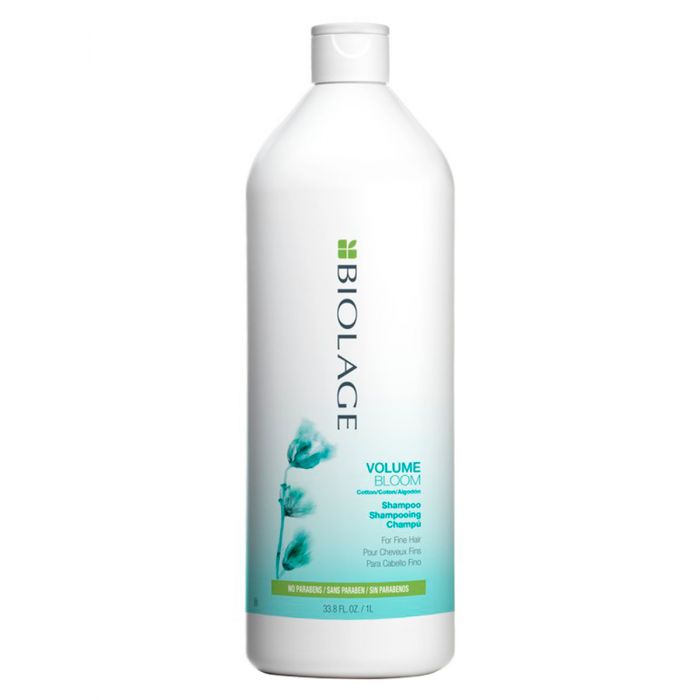 BIOLAGE
VOLUME
BLOOM
Cotton/Coton/Algodón
Shampoo
Shampooing
Champú
For Fine Hair
Pour Cheveux Fins
Para Cabello Fino
NO PARABENS / SANS PARABEN / SIN PARABENOS
33.8 FL. OZ. / 1L